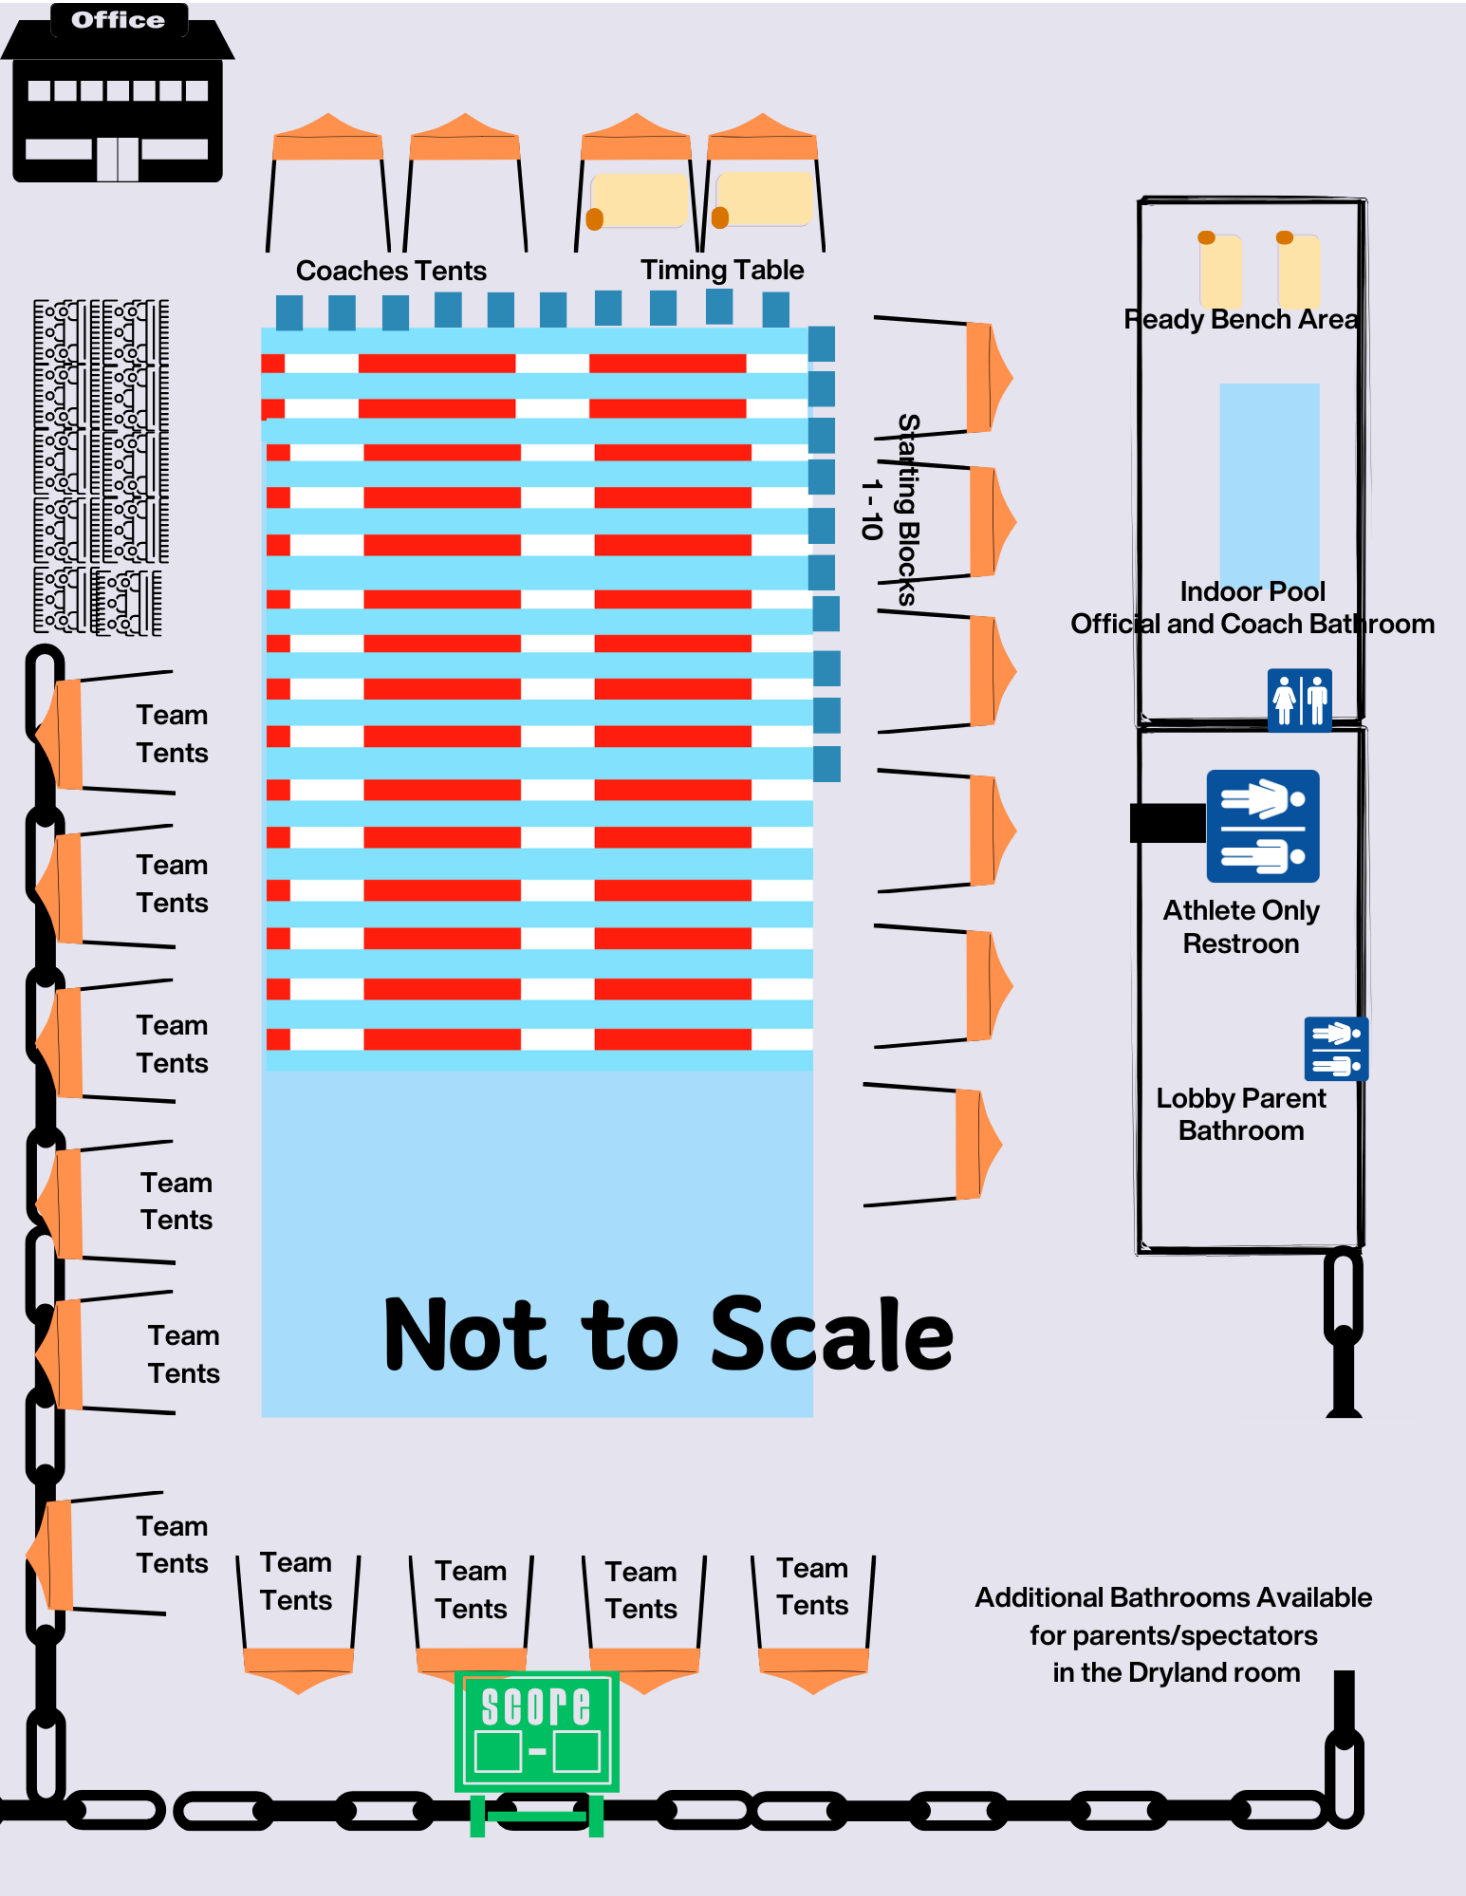 Office
Coaches Tents
Timing Table
Ready Bench Area
Starting Blocks
1 - 10
Indoor Pool
Official and Coach Bathroom
Team
Tents
Team
Tents
Athlete Only
Restroon
Team
Tents
Lobby Parent
Bathroom
Team
Tents
Not to Scale
Team
Tents
Team
Tents
Team
Tents
Team
Tents
Team
Tents
Team
Tents
Additional Bathrooms Available
for parents/spectators
in the Dryland room
score
-